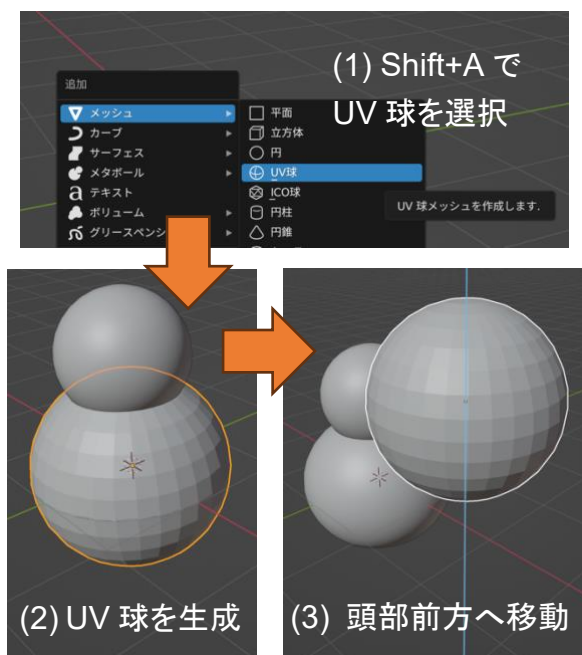 (1) Shift+A で
UV 球を選択
追加
メッシュ
カーブ
サーフェス
メタボール
テキスト
ボリューム
グリースペンシ
平面
立方体
円
UV球
ICO球
円柱
円錐
UV 球メッシュを作成します.
(2) UV 球を生成
(3) 頭部前方へ移動